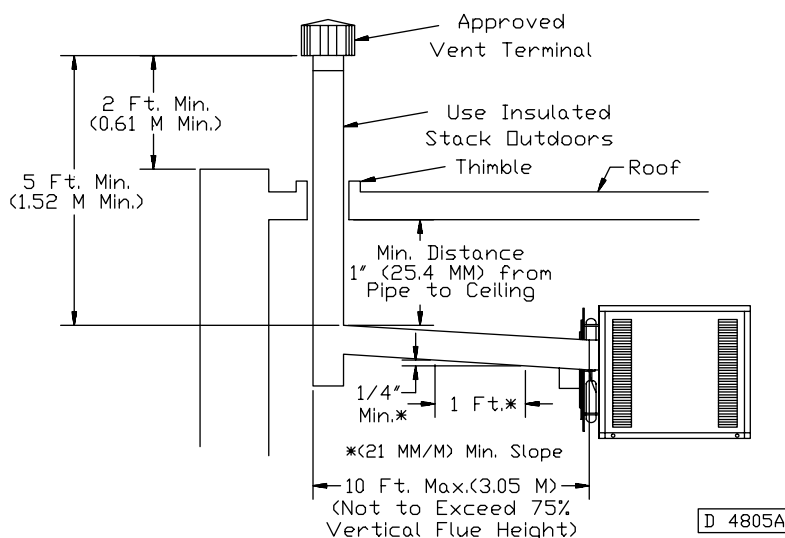 Approved
Vent Terminal
2 Ft. Min.
(0.61 M Min.)
Use Insulated
Stack Outdoors
Thimble
Roof
5 Ft. Min.
(1.52 M Min.)
Min. Distance
1" (25.4 MM) from
Pipe to Ceiling
1/4"
Min.*
1 Ft.*
*(21 MM/M) Min. Slope
10 Ft. Max.(3.05 M)
(Not to Exceed 75%
Vertical Flue Height)
D 4805A